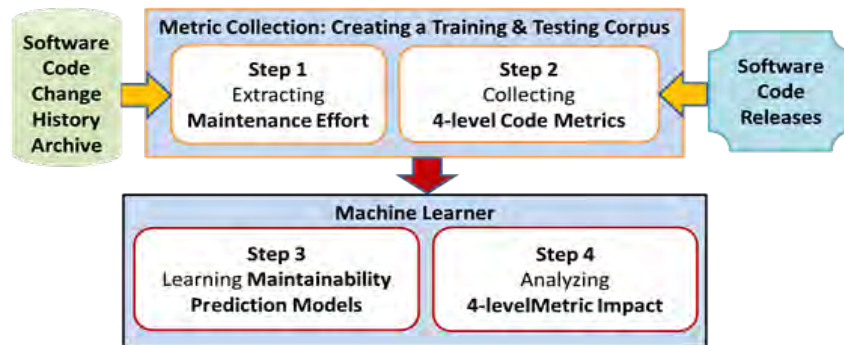 Software
Code
Change
History
Archive
Metric Collection: Creating a Training & Testing Corpus
Step 1
Extracting
Maintenance Effort
Step 2
Collecting
4-level Code Metrics
Software
Code
Releases
Machine Learner
Step 3
Learning Maintainability
Prediction Models
Step 4
Analyzing
4-levelMetric Impact